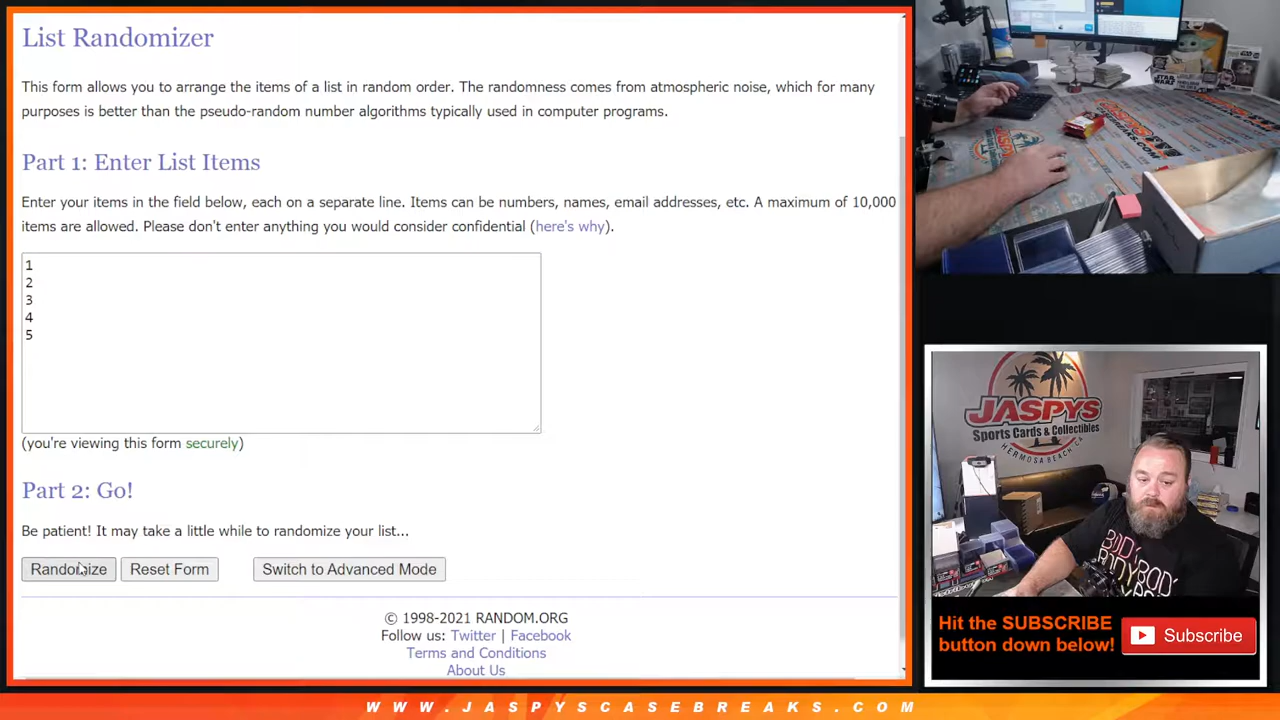 List Randomizer
This form allows you to arrange the items of a list in random order. The randomness comes from atmospheric noise, which for many
purposes is better than the pseudo-random number algorithms typically used in computer programs.
Part 1: Enter List Items
Enter your items in the field below, each on a separate line. Items can be numbers, names, email addresses, etc. A maximum of 10,000
items are allowed. Please don't enter anything you would consider confidential (here's why).
1
2
3
4
5
(you're viewing this form securely)
Part 2: Go!
Be patient! It may take a little while to randomize your list...
Randomize Reset Form Switch to Advanced Mode
© 1998-2021 RANDOM.ORG
Follow us: Twitter | Facebook
Terms and Conditions
About Us
STAR WARS
JASPYS
Sports Cards & Collectibles
HERMOSA BEACH, CA
Hit the SUBSCRIBE
button down below!
Subscribe
WWW.JASPYSCASEBREAKS.COM